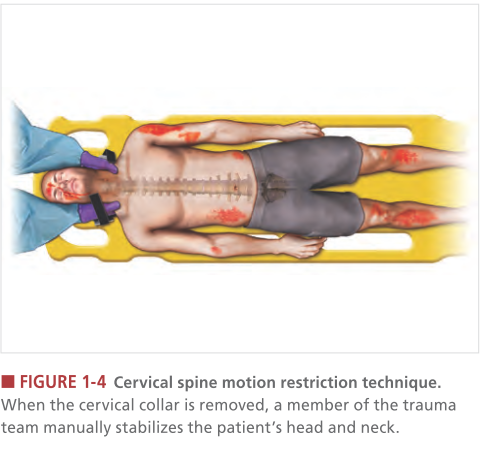 FIGURE 1-4 Cervical spine motion restriction technique.
When the cervical collar is removed, a member of the trauma
team manually stabilizes the patient's head and neck.